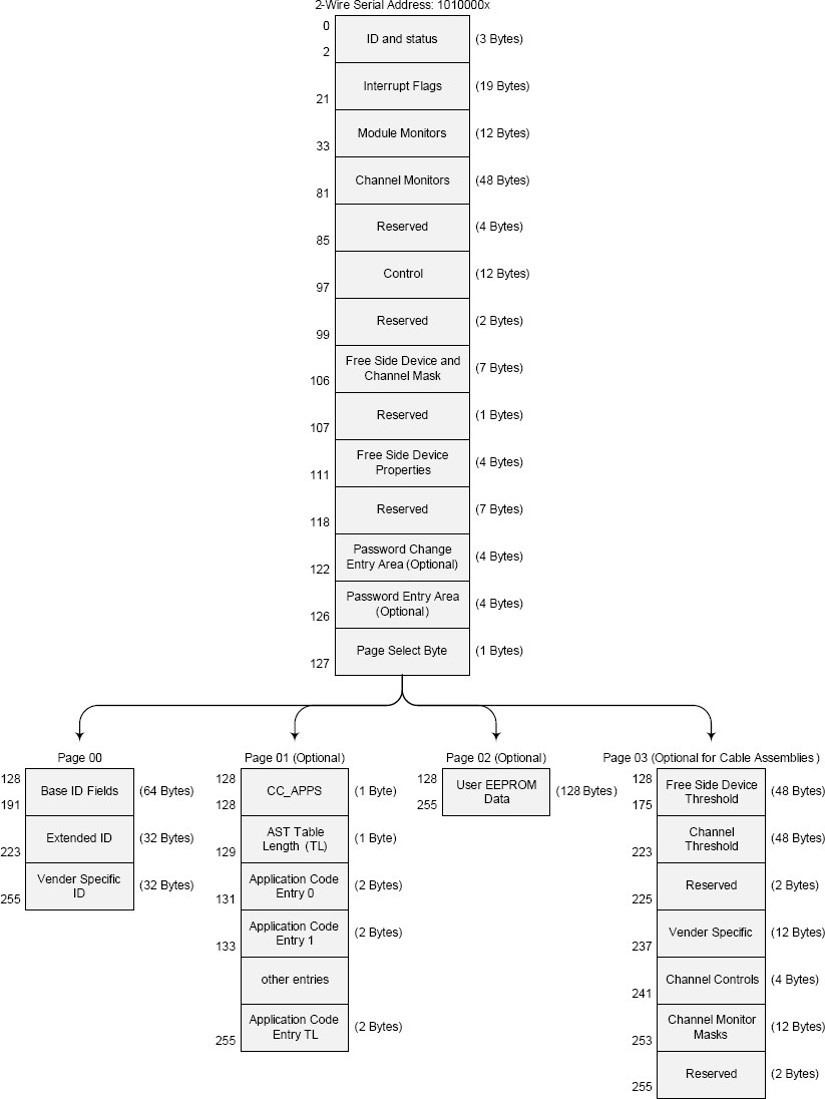 2-Wire Serial Address: 1010000x
0
ID and status (3 Bytes)
2
Interrupt Flags (19 Bytes)
21
Module Monitors (12 Bytes)
33
Channel Monitors (48 Bytes)
81
Reserved (4 Bytes)
85
Control (12 Bytes)
97
Reserved (2 Bytes)
99
Free Side Device and
Channel Mask (7 Bytes)
106
Reserved (1 Bytes)
107
Free Side Device
Properties (4 Bytes)
111
Reserved (7 Bytes)
118
Password Change
Entry Area (Optional) (4 Bytes)
122
Password Entry Area
(Optional) (4 Bytes)
126
Page Select Byte (1 Bytes)
127
Page 00
128
Base ID Fields (64 Bytes)
191
Extended ID (32 Bytes)
223
Vender Specific
ID (32 Bytes)
255
Page 01 (Optional)
128
CC_APPS (1 Byte)
128
AST Table
Length (TL) (1 Byte)
129
Application Code
Entry 0 (2 Bytes)
131
Application Code
Entry 1 (2 Bytes)
133
other entries
Application Code
Entry TL (2 Bytes)
255
Page 02 (Optional)
128
User EEPROM
Data (128 Bytes)
255
Page 03 (Optional for Cable Assemblies )
128
Free Side Device
Threshold (48 Bytes)
175
Channel
Threshold (48 Bytes)
223
Reserved (2 Bytes)
225
Vender Specific (12 Bytes)
237
Channel Controls (4 Bytes)
241
Channel Monitor
Masks (12 Bytes)
253
Reserved (2 Bytes)
255